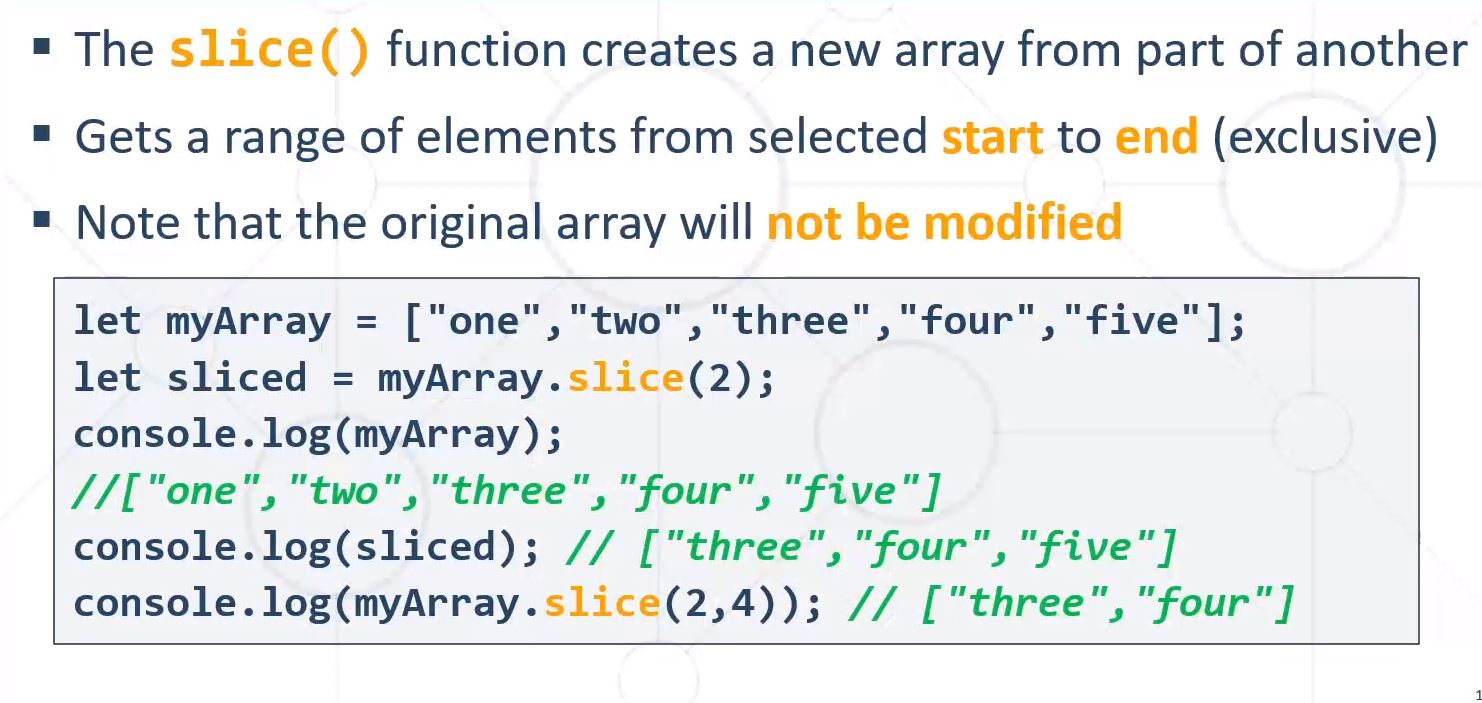 ▪ The slice() function creates a new array from part of another
▪ Gets a range of elements from selected start to end (exclusive)
▪ Note that the original array will not be modified
let myArray = ["one","two","three","four","five"];
let sliced = myArray.slice(2);
console.log(myArray);
//["one","two","three","four","five"]
console.log(sliced); // ["three","four","five"]
console.log(myArray.slice(2,4)); // ["three","four"]
1